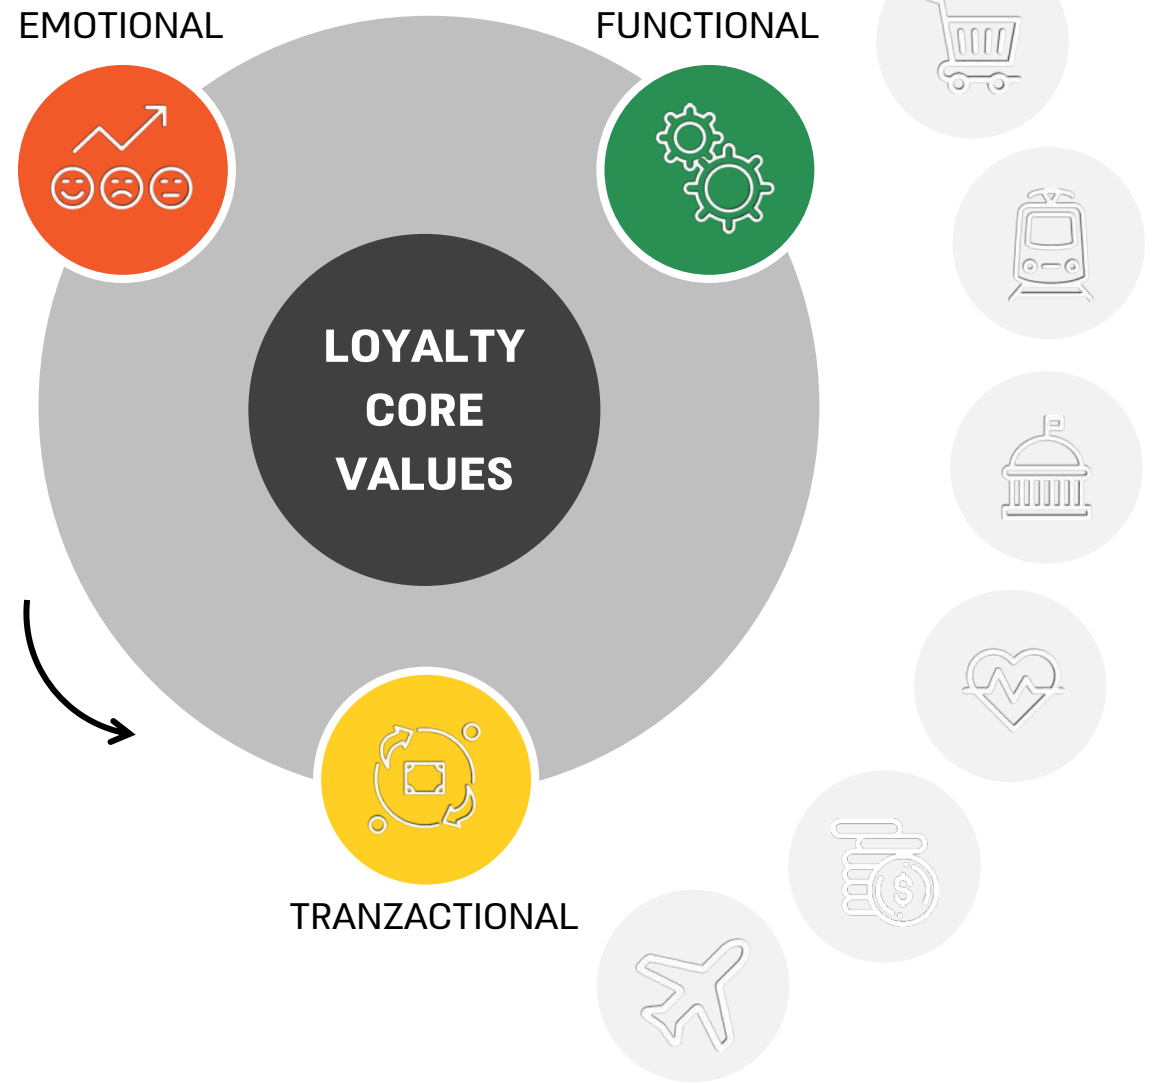 EMOTIONAL
FUNCTIONAL
LOYALTY
CORE
VALUES
TRANZACTIONAL
$